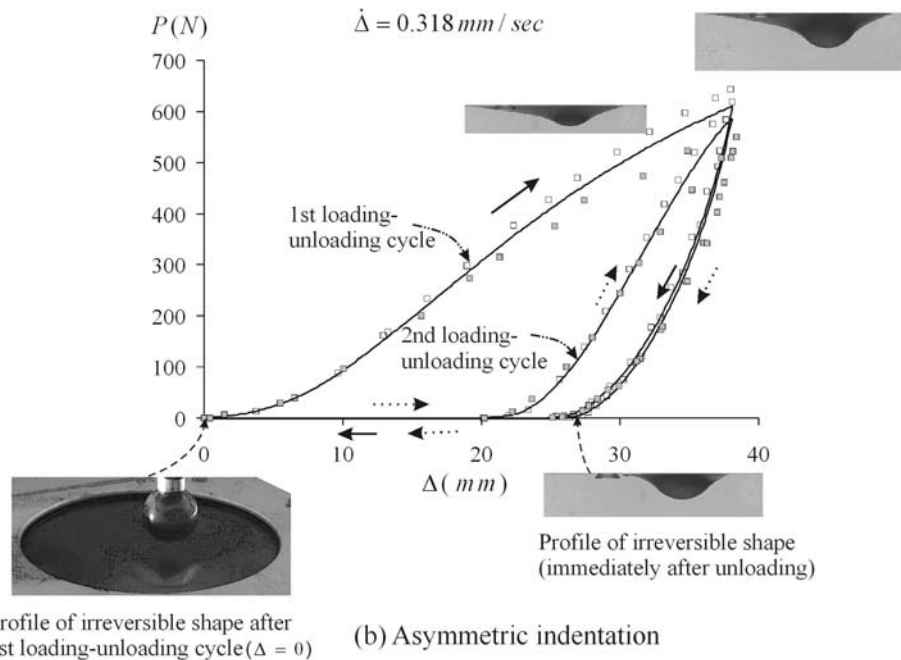 P(N)
Δ̇ = 0.318 mm / sec
700
600
500
400
300
200
100
0
1st loading-
unloading cycle
2nd loading-
unloading cycle
0
10
20
30
40
Δ( mm )
Profile of irreversible shape
(immediately after unloading)
rofile of irreversible shape after
st loading-unloading cycle(Δ = 0)
(b) Asymmetric indentation